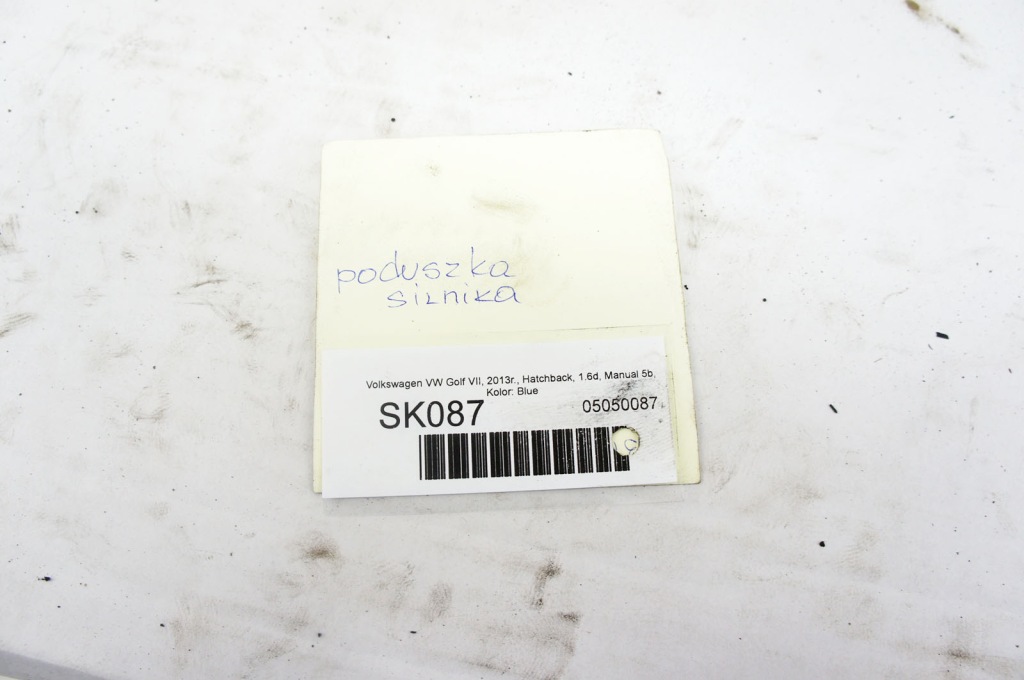 poduszka
silnika
Volkswagen VW Golf VII, 2013r., Hatchback, 1.6d, Manual 5b,
Kolor: Blue
SK087
05050087